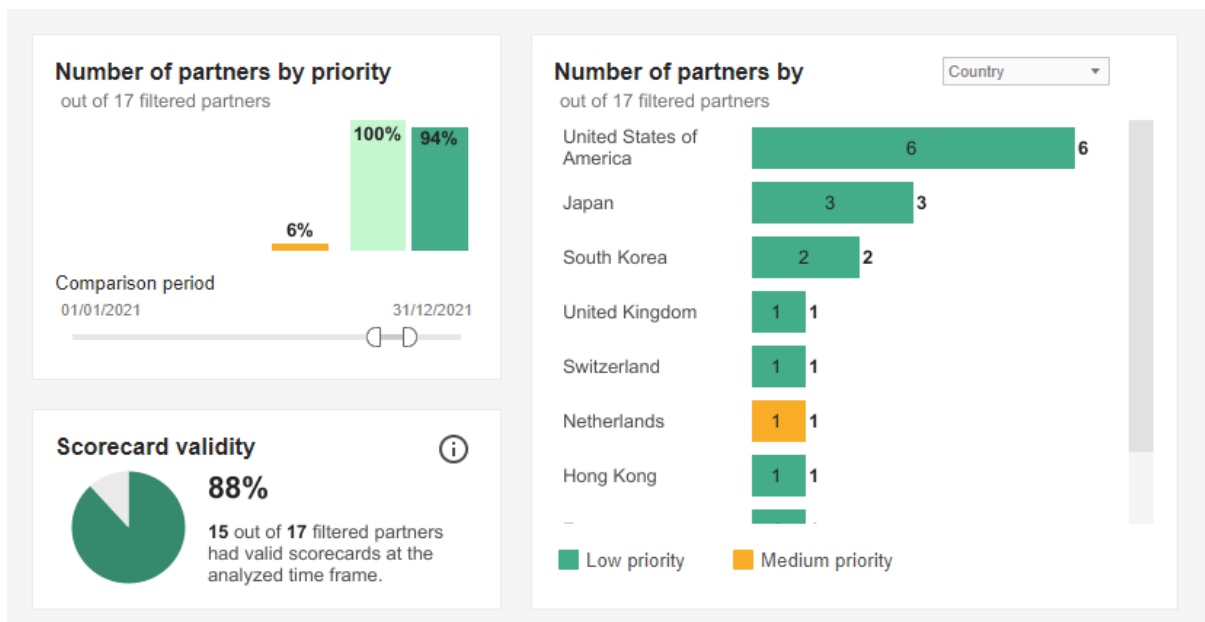 Number of partners by priority
out of 17 filtered partners
100%
94%
6%
Comparison period
01/01/2021
31/12/2021
Scorecard validity
88%
15 out of 17 filtered partners
had valid scorecards at the
analyzed time frame.
Number of partners by
Country
out of 17 filtered partners
United States of
America
6
6
Japan
3
3
South Korea
2
2
United Kingdom
1
1
Switzerland
1
1
Netherlands
1
1
Hong Kong
1
1
Low priority
Medium priority